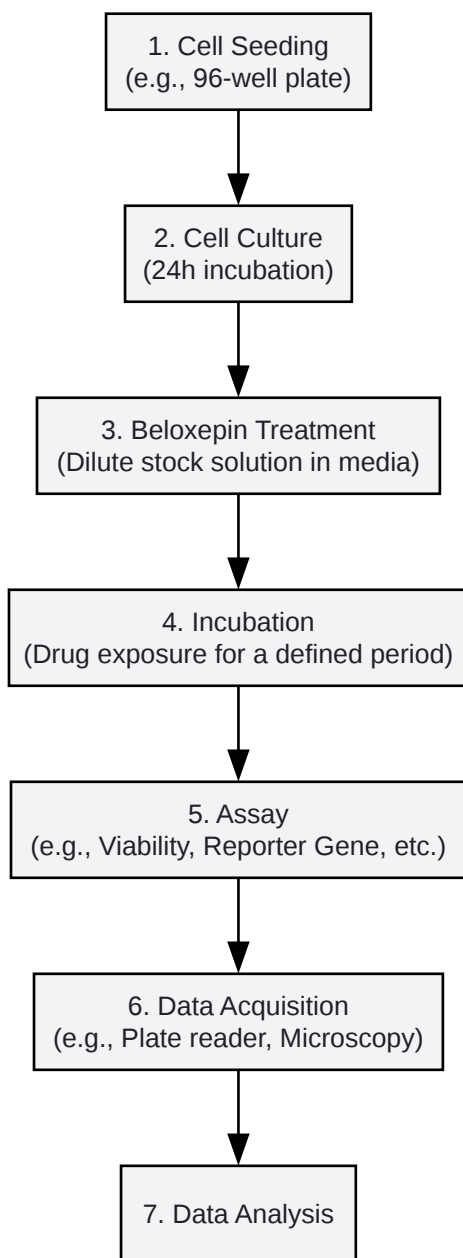 1. Cell Seeding
(e.g., 96-well plate)
2. Cell Culture
(24h incubation)
3. Beloxepin Treatment
(Dilute stock solution in media)
4. Incubation
(Drug exposure for a defined period)
5. Assay
(e.g., Viability, Reporter Gene, etc.)
6. Data Acquisition
(e.g., Plate reader, Microscopy)
7. Data Analysis